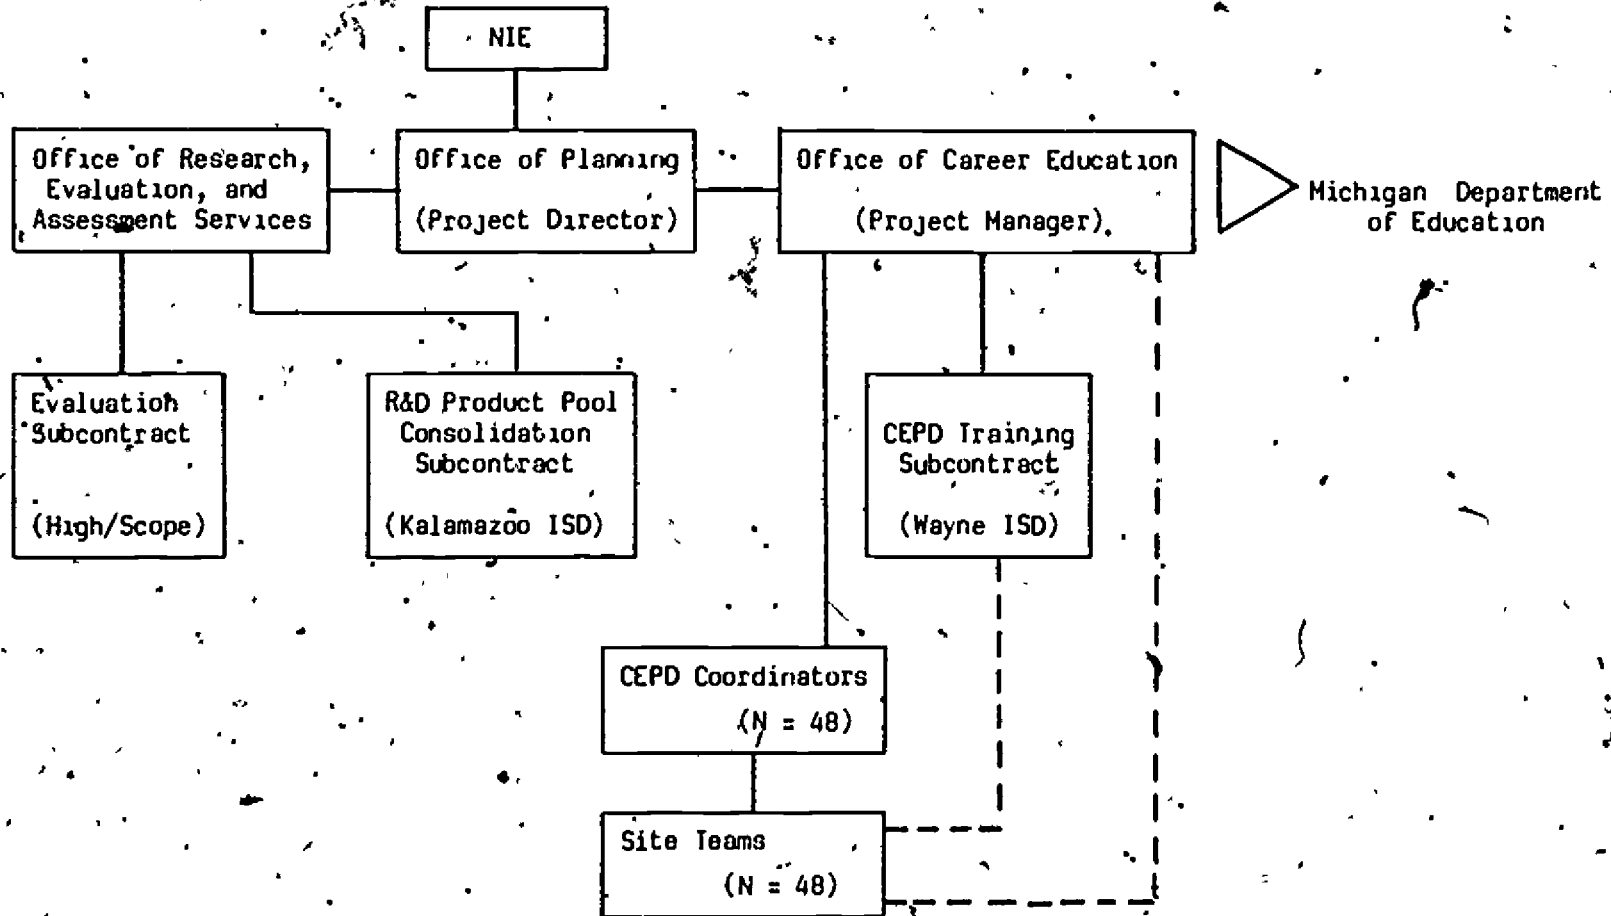 NIE
Office of Research,
Evaluation, and
Assessment Services
Office of Planning
(Project Director)
Office of Career Education
(Project Manager)
Michigan Department
of Education
Evaluation
Subcontract
(High/Scope)
R&D Product Pool
Consolidation
Subcontract
(Kalamazoo ISD)
CEPD Training
Subcontract
(Wayne ISD)
CEPD Coordinators
(N = 48)
Site Teams
(N = 48)